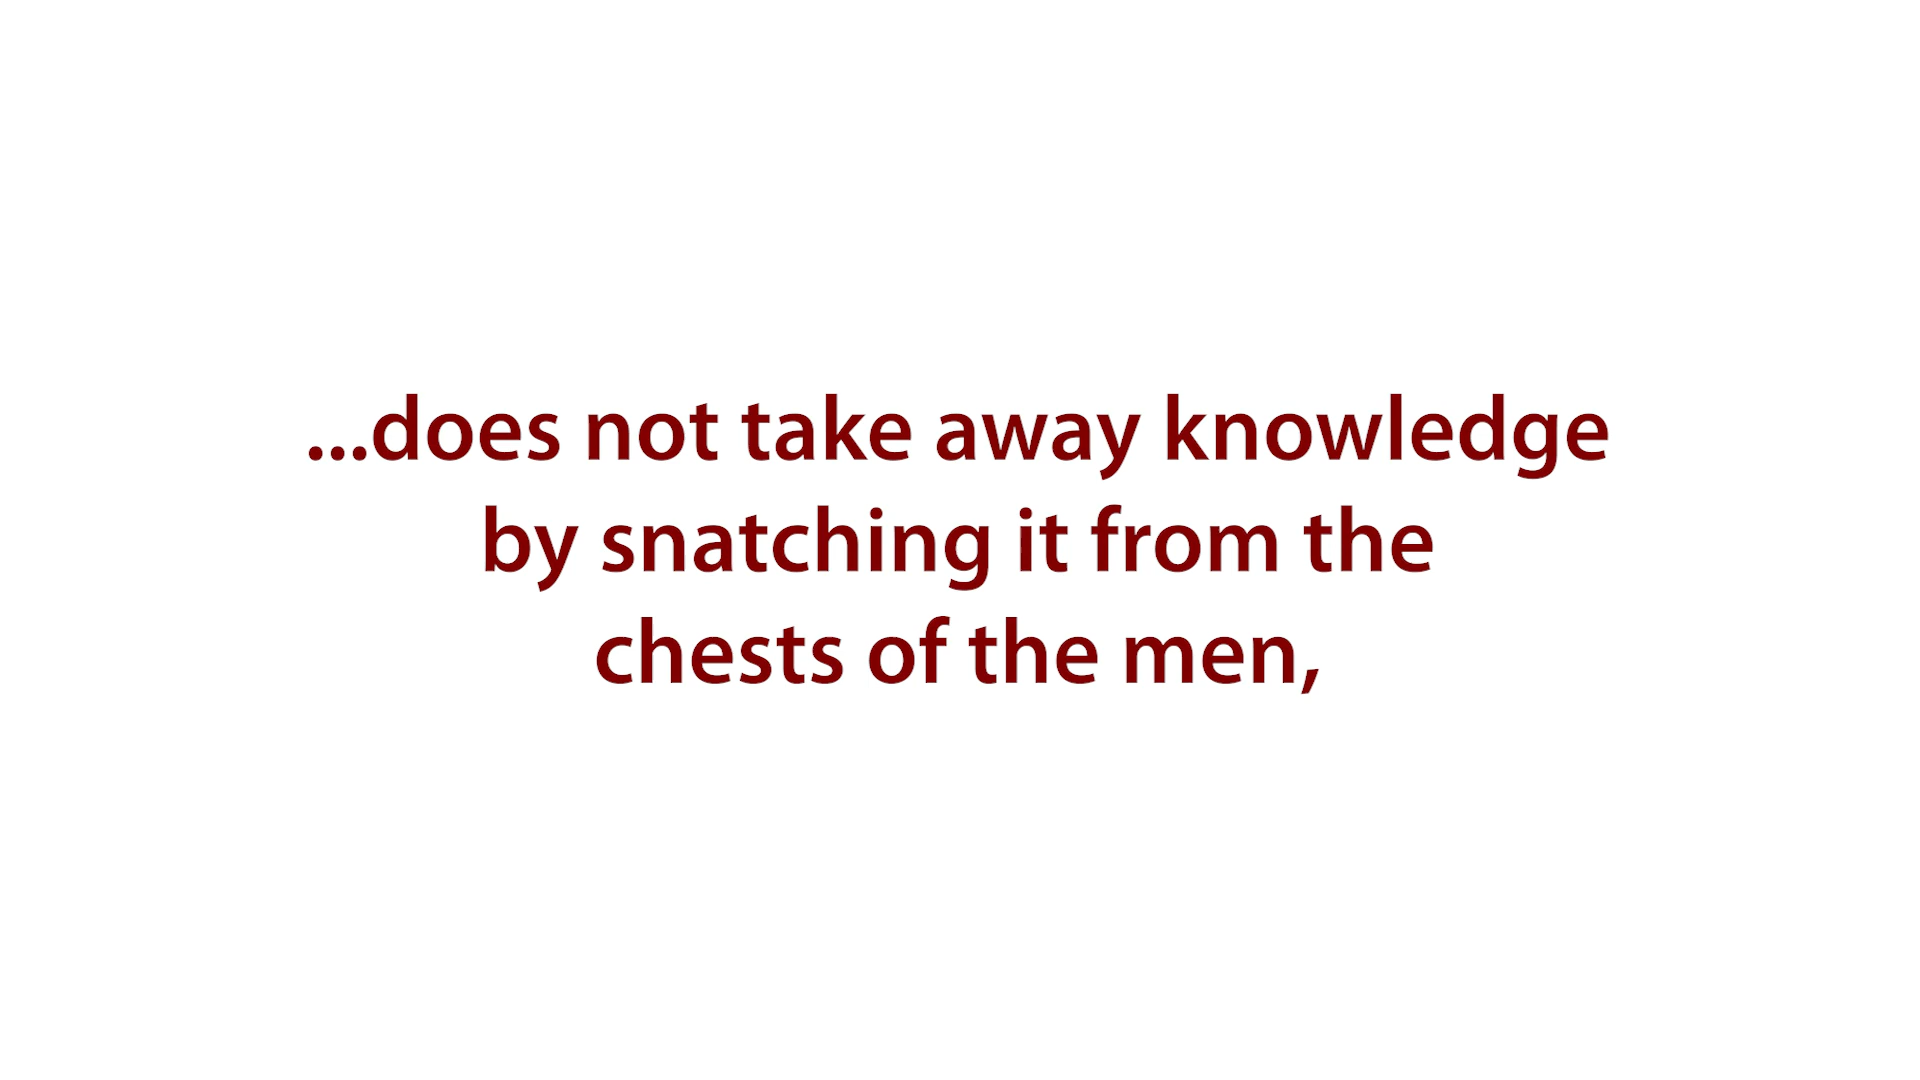 ...does not take away knowledge
by snatching it from the
chests of the men,